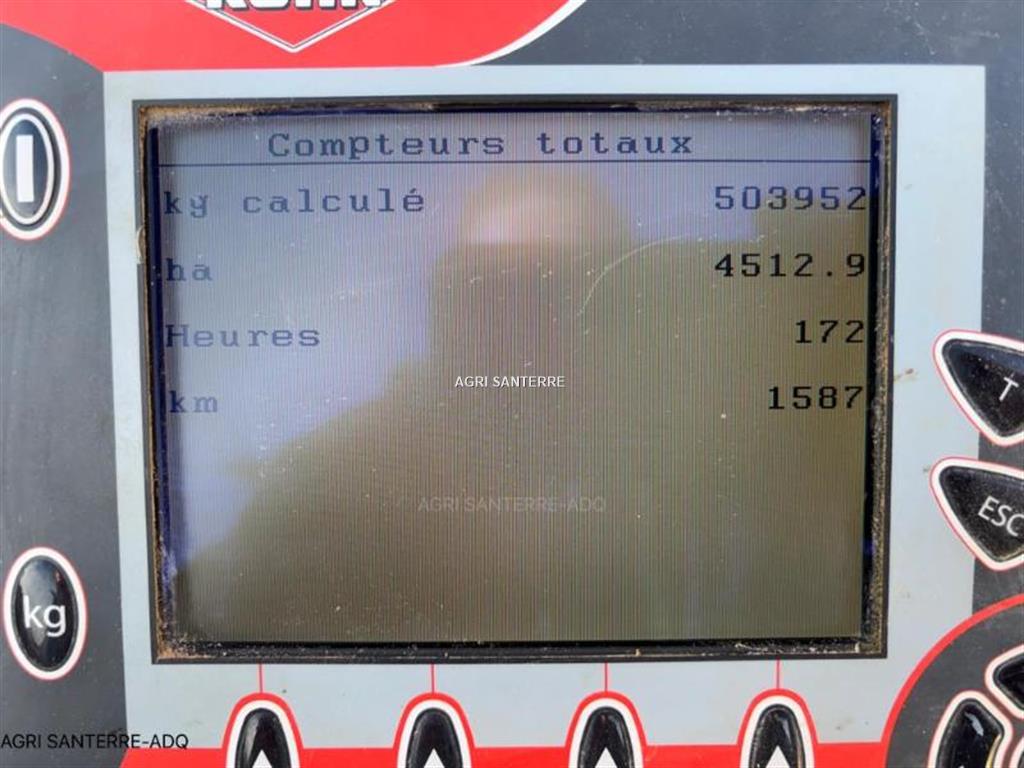 KUHN
Compteurs totaux
kg calculé 503952
ha 4512.9
Heures 172
km 1587
T
AGRI SANTERRE
AGRI SANTERRE-ADQ
ESC
kg
AGRI SANTERRE-ADQ